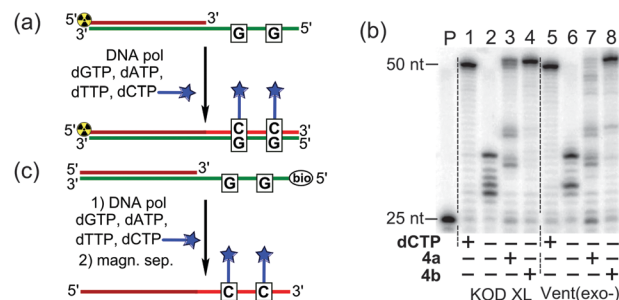 (a)
5' 3'
3' 5'
G G
DNA pol
dGTP, dATP,
dTTP, dCTP
C C
5' 3'
3' G G 5'
(c)
5' 3'
3' G G bio 5'
1) DNA pol
dGTP, dATP,
dTTP, dCTP
2) magn. sep.
5' C C 3'
(b)
P 1 2 3 4 5 6 7 8
50 nt
25 nt
dCTP + − − − + − − −
4a − − + − − − + −
4b − − − + − − − +
KOD XL Vent(exo-)